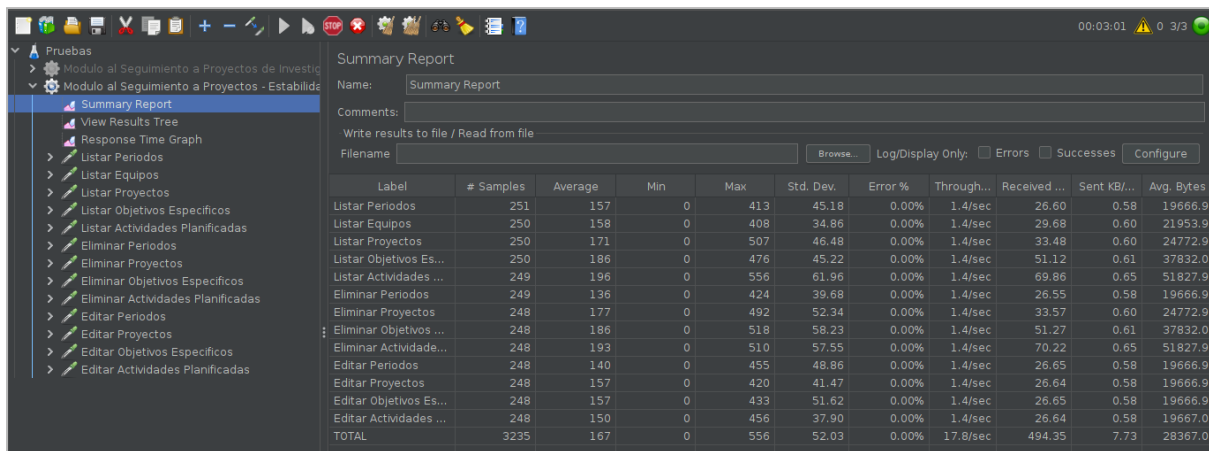 STOP
00:03:01 0 3/3
Pruebas
Modulo al Seguimiento a Proyectos de Investig
Modulo al Seguimiento a Proyectos - Estabilida
Summary Report
View Results Tree
Response Time Graph
Listar Periodos
Listar Equipos
Listar Proyectos
Listar Objetivos Especificos
Listar Actividades Planificadas
Eliminar Periodos
Eliminar Proyectos
Eliminar Objetivos Especificos
Eliminar Actividades Planificadas
Editar Periodos
Editar Proyectos
Editar Objetivos Especificos
Editar Actividades Planificadas
Summary Report
Name: Summary Report
Comments:
Write results to file / Read from file
Filename Browse... Log/Display Only: Errors Successes Configure
Label # Samples Average Min Max Std. Dev. Error % Through... Received ... Sent KB/... Avg. Bytes
Listar Periodos 251 157 0 413 45.18 0.00% 1.4/sec 26.60 0.58 19666.9
Listar Equipos 250 158 0 408 34.86 0.00% 1.4/sec 29.68 0.60 21953.9
Listar Proyectos 250 171 0 507 46.48 0.00% 1.4/sec 33.48 0.60 24772.9
Listar Objetivos Es... 250 186 0 476 45.22 0.00% 1.4/sec 51.12 0.61 37832.0
Listar Actividades ... 249 196 0 556 61.96 0.00% 1.4/sec 69.86 0.65 51827.9
Eliminar Periodos 249 136 0 424 39.68 0.00% 1.4/sec 26.55 0.58 19666.9
Eliminar Proyectos 248 177 0 492 52.34 0.00% 1.4/sec 33.57 0.60 24772.9
Eliminar Objetivos ... 248 186 0 518 58.23 0.00% 1.4/sec 51.27 0.61 37832.0
Eliminar Actividade... 248 193 0 510 57.55 0.00% 1.4/sec 70.22 0.65 51827.9
Editar Periodos 248 140 0 455 48.86 0.00% 1.4/sec 26.65 0.58 19666.9
Editar Proyectos 248 157 0 420 41.47 0.00% 1.4/sec 26.64 0.58 19666.9
Editar Objetivos Es... 248 157 0 433 51.62 0.00% 1.4/sec 26.65 0.58 19666.9
Editar Actividades ... 248 150 0 456 37.90 0.00% 1.4/sec 26.64 0.58 19667.0
TOTAL 3235 167 0 556 52.03 0.00% 17.8/sec 494.35 7.73 28367.0